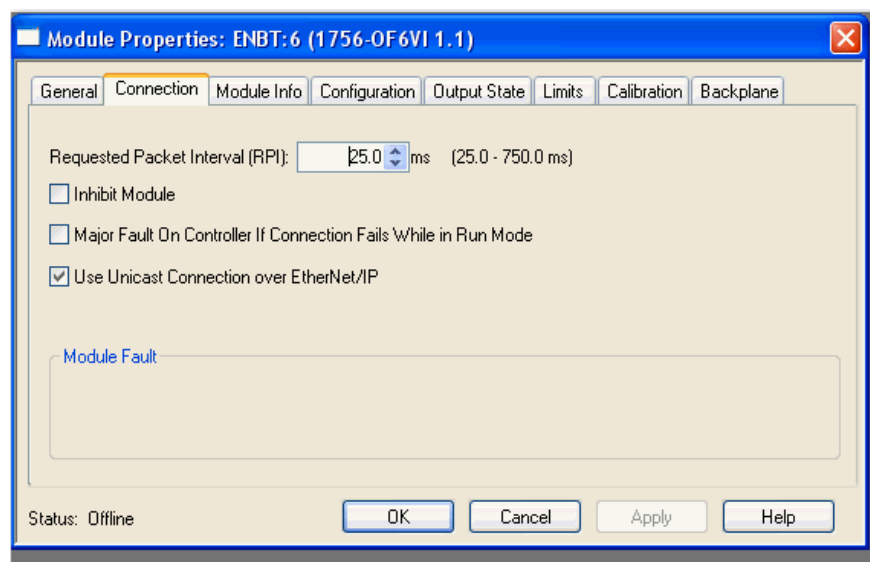 Module Properties: ENBT:6 (1756-OF6VI 1.1)
General Connection Module Info Configuration Output State Limits Calibration Backplane
Requested Packet Interval (RPI): 25.0 ms (25.0 - 750.0 ms)
Inhibit Module
Major Fault On Controller If Connection Fails While in Run Mode
Use Unicast Connection over EtherNet/IP
Module Fault
Status: Offline OK Cancel Apply Help